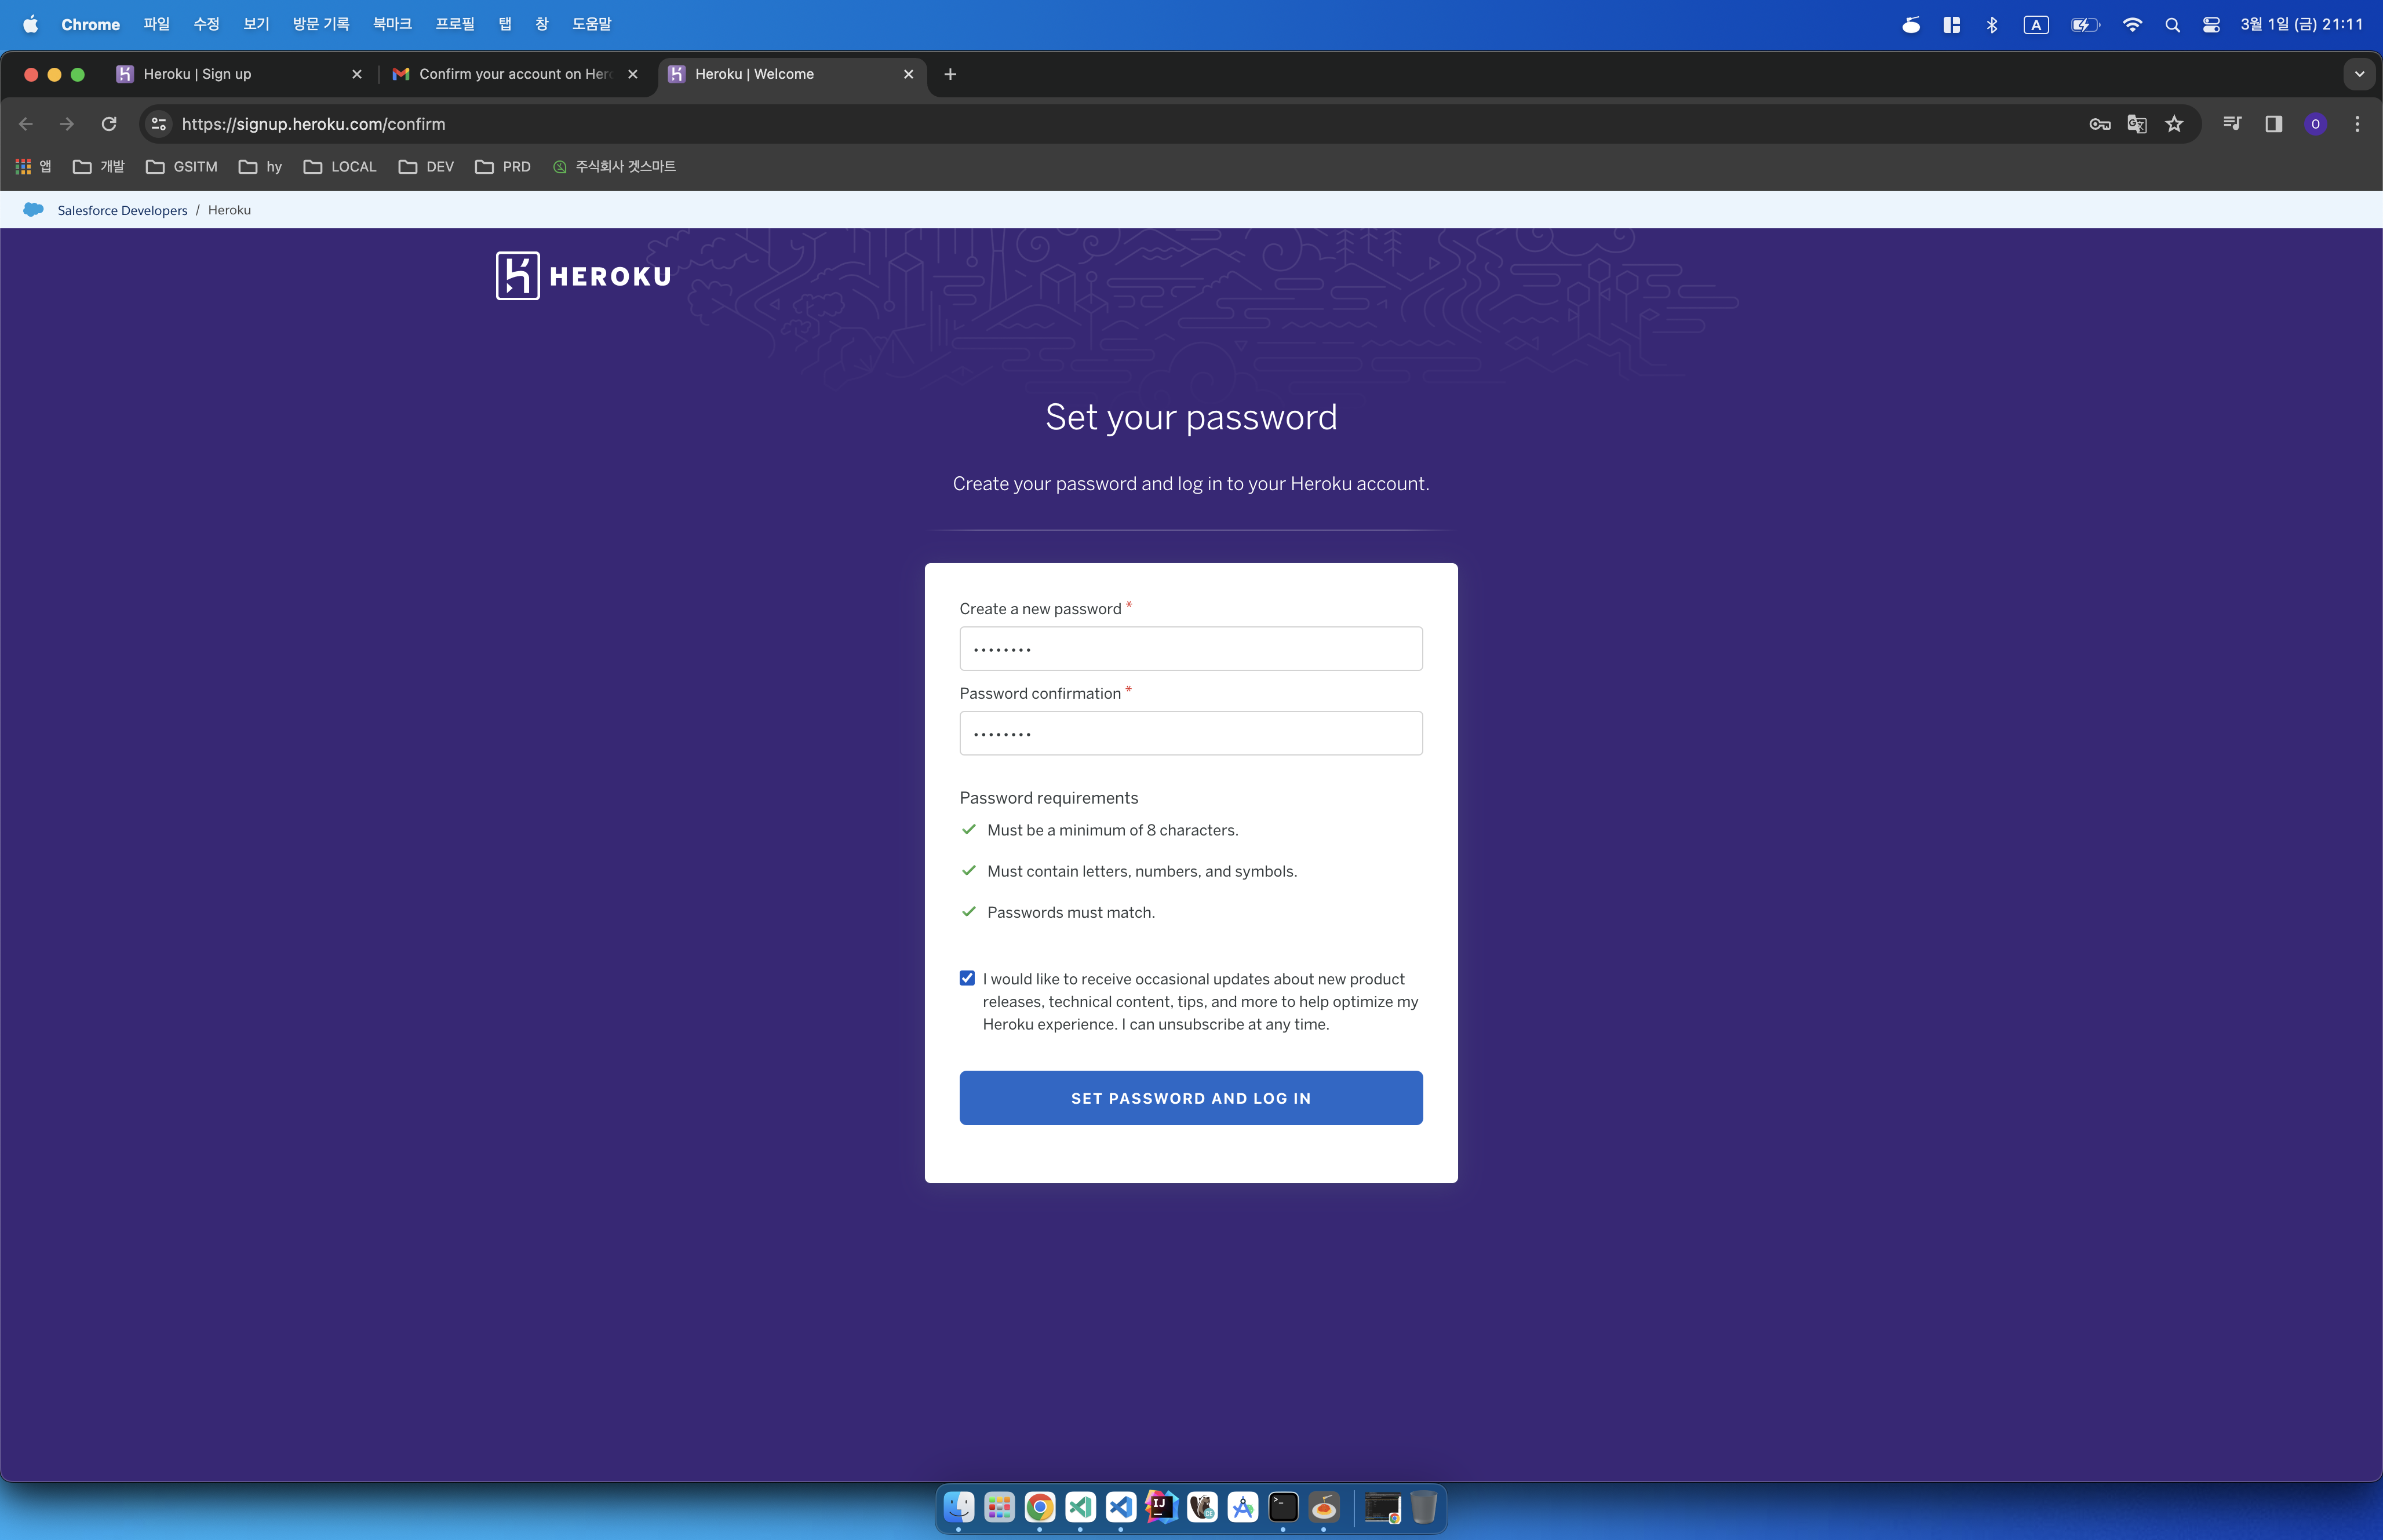 Chrome 파일 수정 보기 방문 기록 북마크 프로필 탭 창 도움말 A 3월 1일 (금) 21:11
Heroku | Sign up Confirm your account on Hero Heroku | Welcome
https://signup.heroku.com/confirm O
앱 개발 GSITM hy LOCAL DEV PRD 주식회사 겟스마트
Salesforce Developers / Heroku
HEROKU
Set your password
Create your password and log in to your Heroku account.
Create a new password *
••••••••
Password confirmation *
••••••••
Password requirements
Must be a minimum of 8 characters.
Must contain letters, numbers, and symbols.
Passwords must match.
I would like to receive occasional updates about new product
releases, technical content, tips, and more to help optimize my
Heroku experience. I can unsubscribe at any time.
SET PASSWORD AND LOG IN
IJ